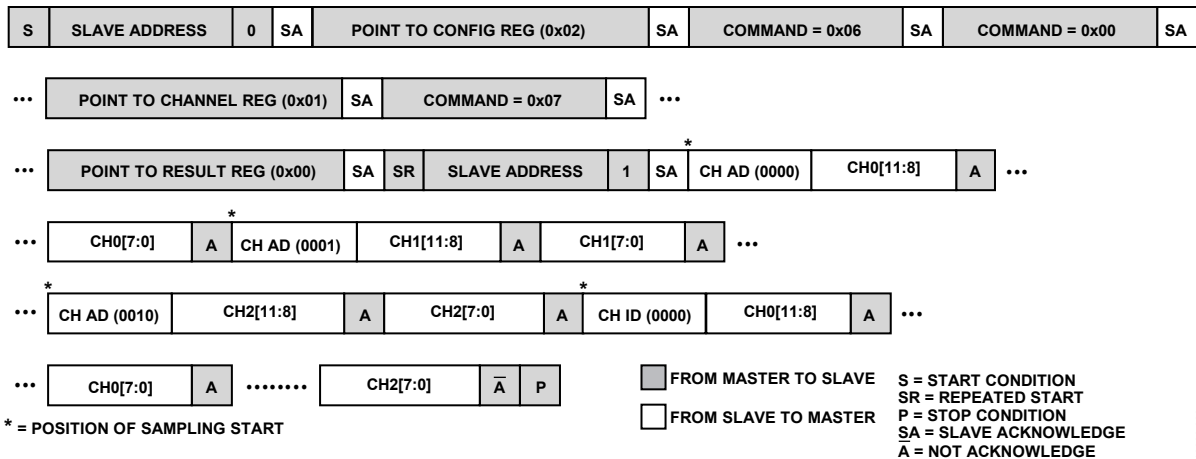 S SLAVE ADDRESS 0 SA POINT TO CONFIG REG (0x02) SA COMMAND = 0x06 SA COMMAND = 0x00 SA
••• POINT TO CHANNEL REG (0x01) SA COMMAND = 0x07 SA •••
*
••• POINT TO RESULT REG (0x00) SA SR SLAVE ADDRESS 1 SA CH AD (0000) CH0[11:8] A •••
*
••• CH0[7:0] A CH AD (0001) CH1[11:8] A CH1[7:0] A •••
* *
••• CH AD (0010) CH2[11:8] A CH2[7:0] A CH ID (0000) CH0[11:8] A •••
••• CH0[7:0] A •••••••• CH2[7:0] A̅ P
* = POSITION OF SAMPLING START
FROM MASTER TO SLAVE
FROM SLAVE TO MASTER
S = START CONDITION
SR = REPEATED START
P = STOP CONDITION
SA = SLAVE ACKNOWLEDGE
A̅ = NOT ACKNOWLEDGE